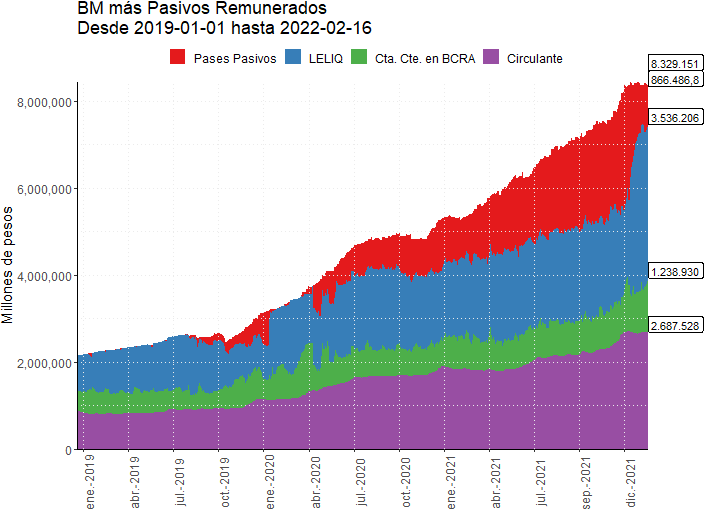 BM más Pasivos Remunerados
Desde 2019-01-01 hasta 2022-02-16
Pases Pasivos LELIQ Cta. Cte. en BCRA Circulante
8.329.151
866.486,8
3.536.206
1.238.930
2.687.528
Millones de pesos
8,000,000
6,000,000
4,000,000
2,000,000
0
ene.-2019
abr.-2019
jul.-2019
oct.-2019
ene.-2020
abr.-2020
jul.-2020
oct.-2020
ene.-2021
abr.-2021
jul.-2021
sep.-2021
dic.-2021